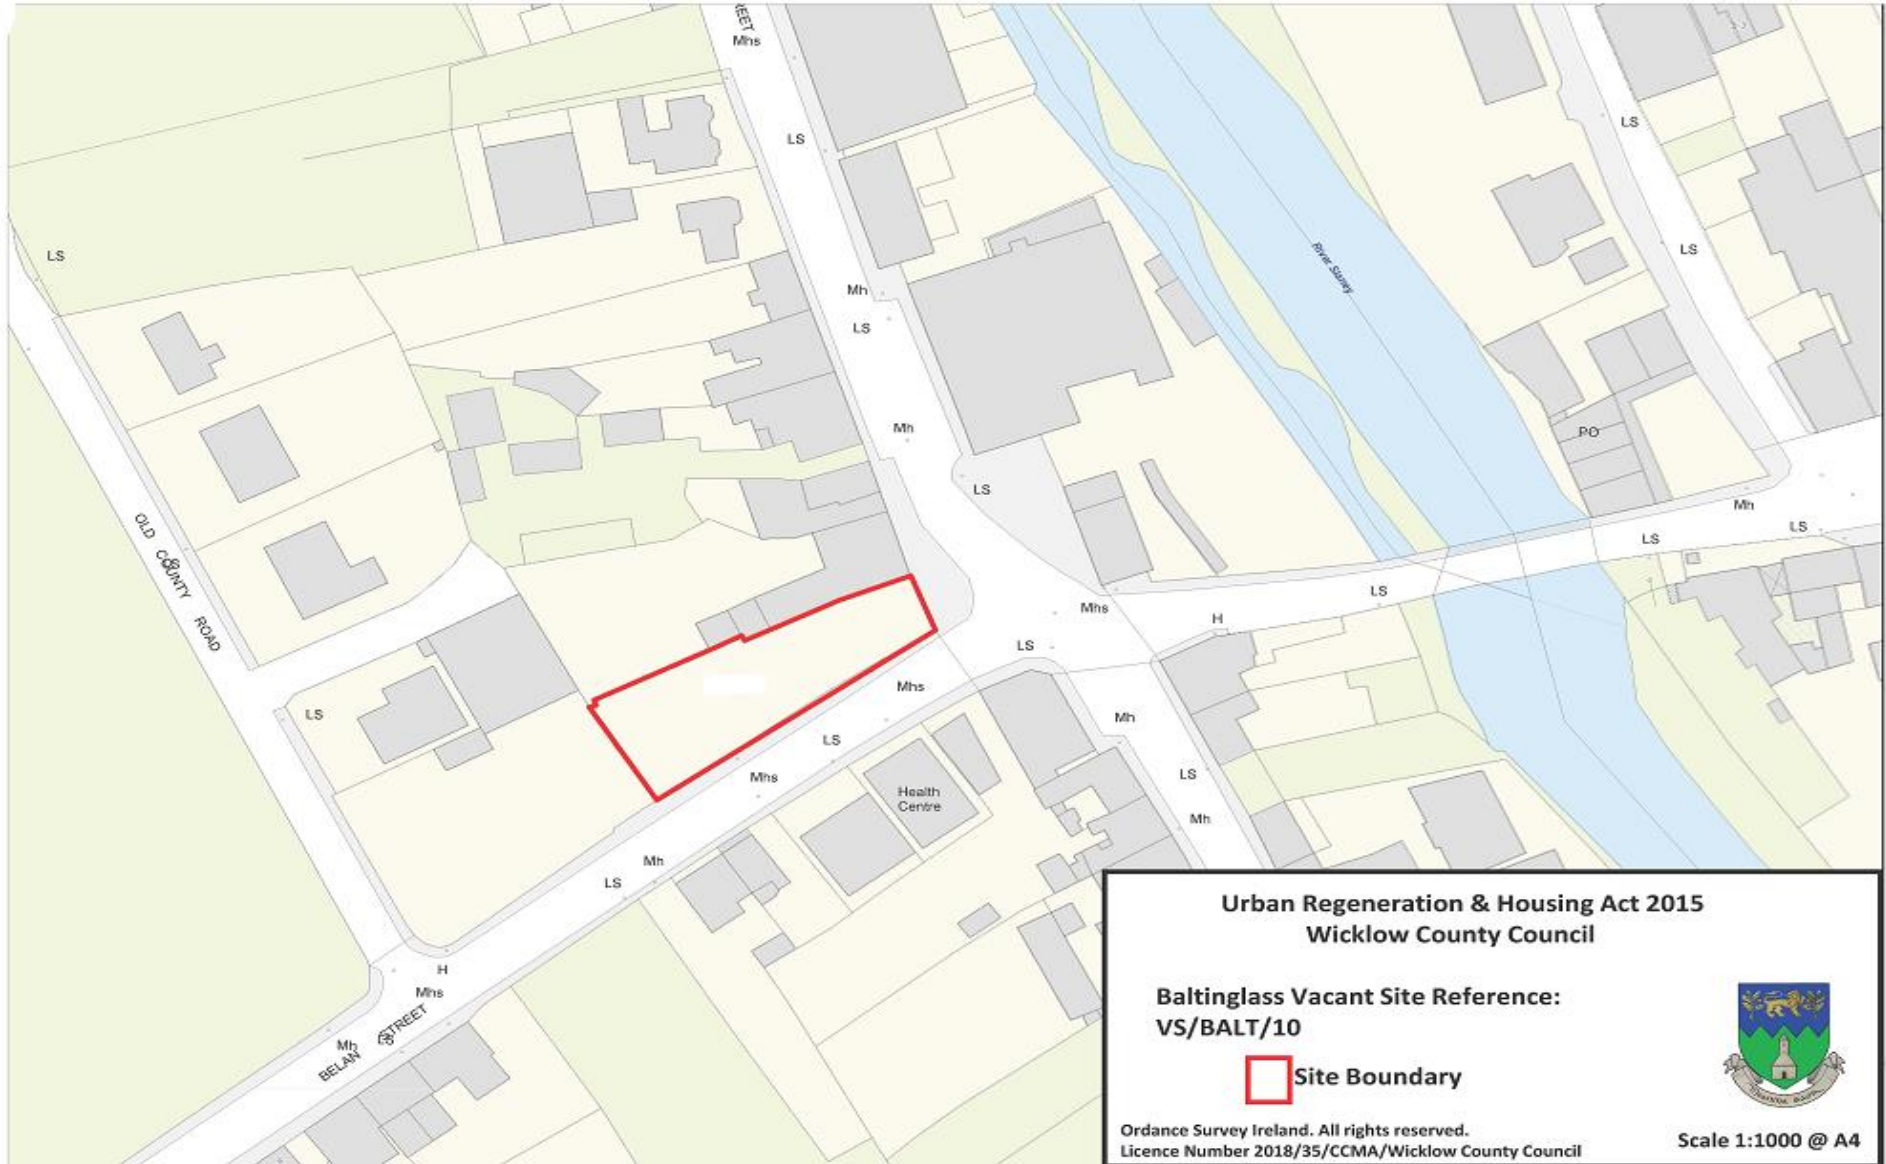 REET
Mhs
LS
LS
LS
LS
River Slaney
Mh
LS
Mh
PO
LS
Mh
LS
LS
OLD COUNTY ROAD
LS
Mhs
H
LS
Mhs
LS
Mh
LS
Mhs
LS
Health
Centre
Mh
Mh
LS
H
Mhs
Mh
LS
BELAN STREET
Urban Regeneration & Housing Act 2015
Wicklow County Council
Baltinglass Vacant Site Reference:
VS/BALT/10
Site Boundary
Ordance Survey Ireland. All rights reserved.
Licence Number 2018/35/CCMA/Wicklow County Council
Scale 1:1000 @ A4